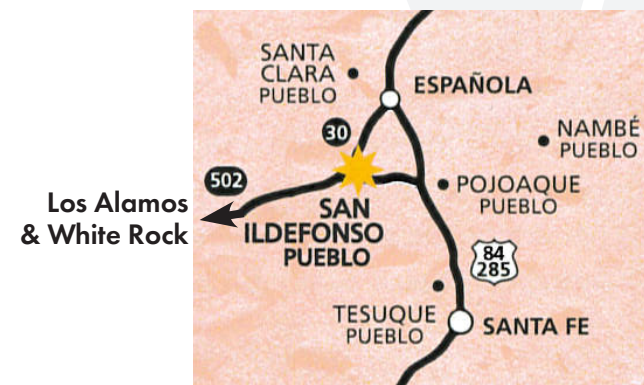 SANTA
CLARA
PUEBLO
ESPAÑOLA
30
NAMBÉ
PUEBLO
502
POJOAQUE
PUEBLO
Los Alamos
& White Rock
SAN
ILDEFONSO
PUEBLO
84
285
TESUQUE
PUEBLO
SANTA FE